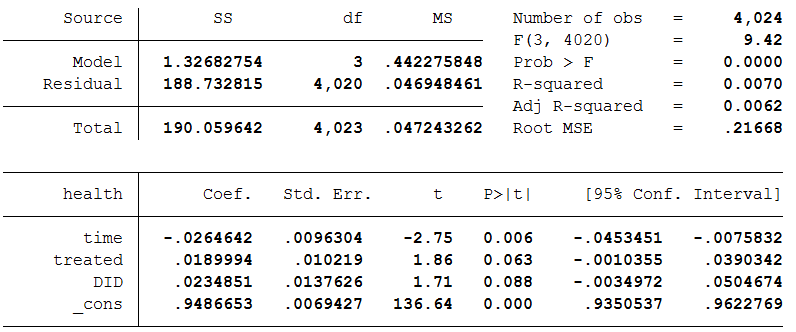 Source SS df MS Number of obs = 4,024
F(3, 4020) = 9.42
Model 1.32682754 3 .442275848 Prob > F = 0.0000
Residual 188.732815 4,020 .046948461 R-squared = 0.0070
Adj R-squared = 0.0062
Total 190.059642 4,023 .047243262 Root MSE = .21668
health Coef. Std. Err. t P>|t| [95% Conf. Interval]
time -.0264642 .0096304 -2.75 0.006 -.0453451 -.0075832
treated .0189994 .010219 1.86 0.063 -.0010355 .0390342
DID .0234851 .0137626 1.71 0.088 -.0034972 .0504674
_cons .9486653 .0069427 136.64 0.000 .9350537 .9622769